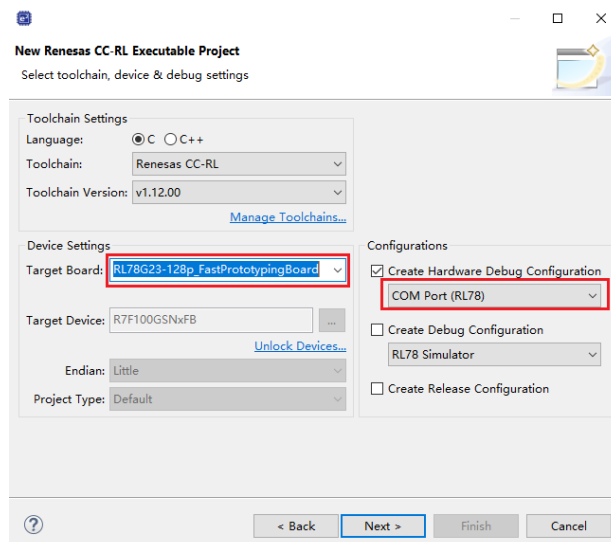 New Renesas CC-RL Executable Project
Select toolchain, device & debug settings
Toolchain Settings
Language: C C++
Toolchain: Renesas CC-RL
Toolchain Version: v1.12.00
Manage Toolchains...
Device Settings
Target Board: RL78G23-128p_FastPrototypingBoard
Target Device: R7F100GSNxFB ...
Unlock Devices...
Endian: Little
Project Type: Default
Configurations
Create Hardware Debug Configuration
COM Port (RL78)
Create Debug Configuration
RL78 Simulator
Create Release Configuration
? < Back Next > Finish Cancel